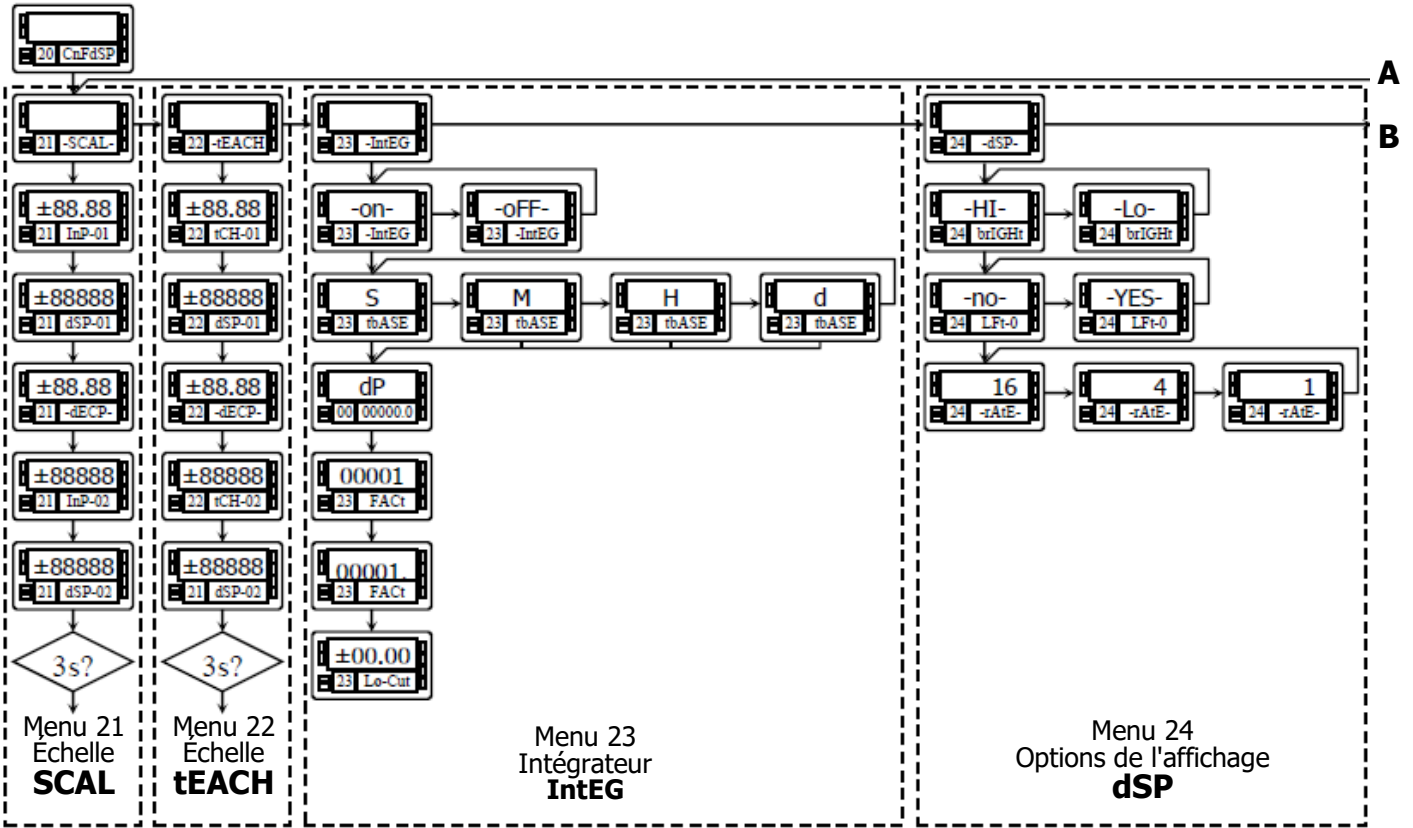 20 CnFdSP
A
21 -SCAL-
22 -tEACH
23 -IntEG
24 -dSP-
B
±88.88
21 InP-01
±88.88
22 tCH-01
-on-
23 -IntEG
-oFF-
23 -IntEG
-HI-
24 brIGHt
-Lo-
24 brIGHt
±88888
21 dSP-01
±88888
22 dSP-01
S
23 tbASE
M
23 tbASE
H
23 tbASE
d
23 tbASE
-no-
24 LFt-0
-YES-
24 LFt-0
±88.88
21 -dECP-
±88.88
22 -dECP-
dP
00 00000.0
16
24 -rAtE-
4
24 -rAtE-
1
24 -rAtE-
±88888
21 InP-02
±88888
22 tCH-02
00001
23 FACt
±88888
21 dSP-02
±88888
21 dSP-02
00001.
23 FACt
3s?
3s?
±00.00
23 Lo-Cut
Menu 21
Échelle
SCAL
Menu 22
Échelle
tEACH
Menu 23
Intégrateur
IntEG
Menu 24
Options de l'affichage
dSP